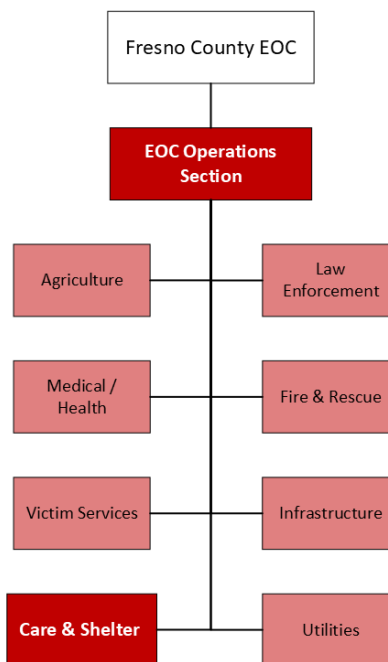 Fresno County EOC
EOC Operations
Section
Agriculture
Law
Enforcement
Medical /
Health
Fire & Rescue
Victim Services
Infrastructure
Care & Shelter
Utilities